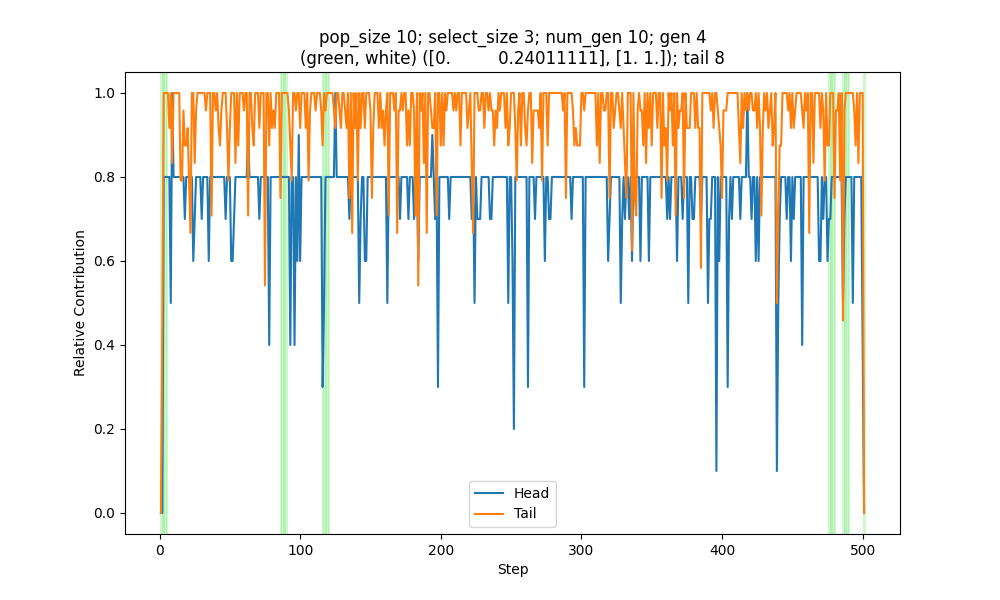 pop_size 10; select_size 3; num_gen 10; gen 4
(green, white) ([0.         0.24011111], [1. 1.]); tail 8
1.0
0.8
0.6
0.4
0.2
0.0
Relative Contribution
Head
Tail
0
100
200
300
400
500
Step